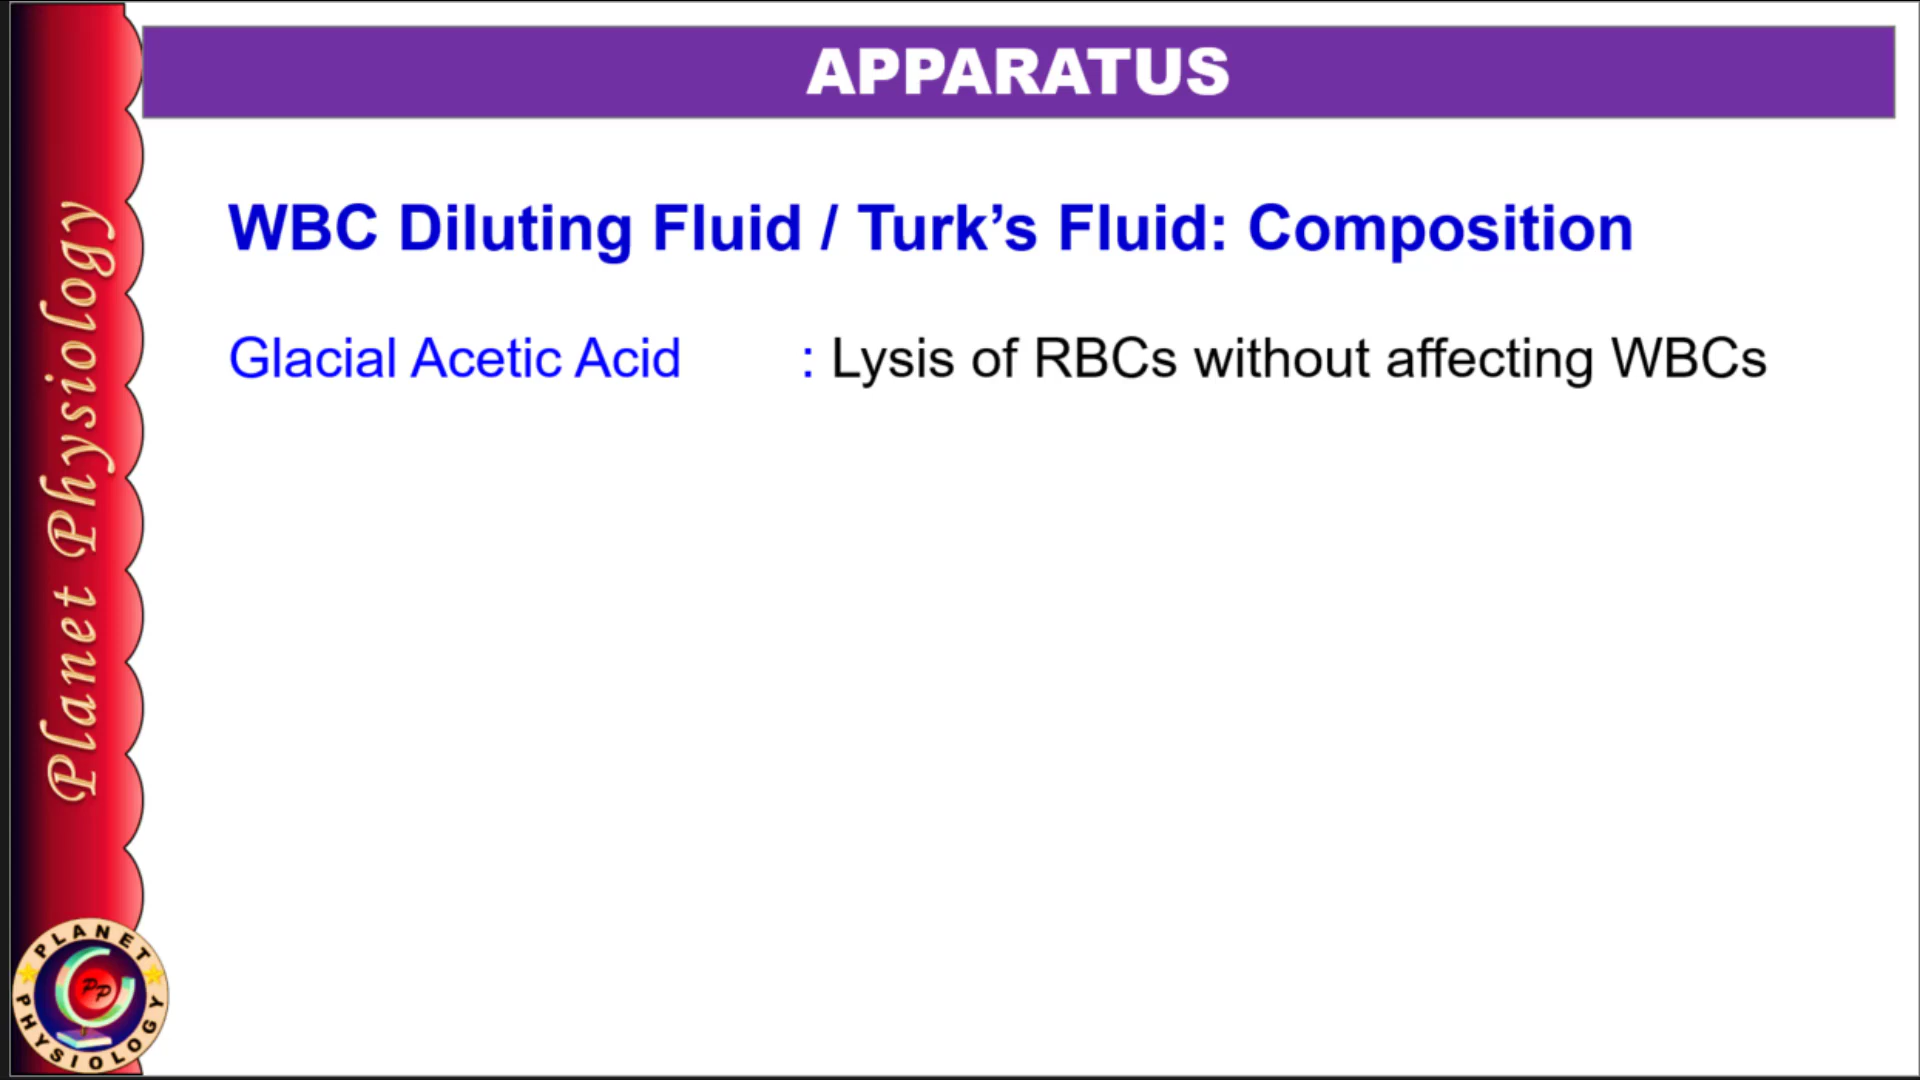 APPARATUS
WBC Diluting Fluid / Turk’s Fluid: Composition
Glacial Acetic Acid : Lysis of RBCs without affecting WBCs
Planet Physiology
PLANET
PP
PHYSIOLOGY